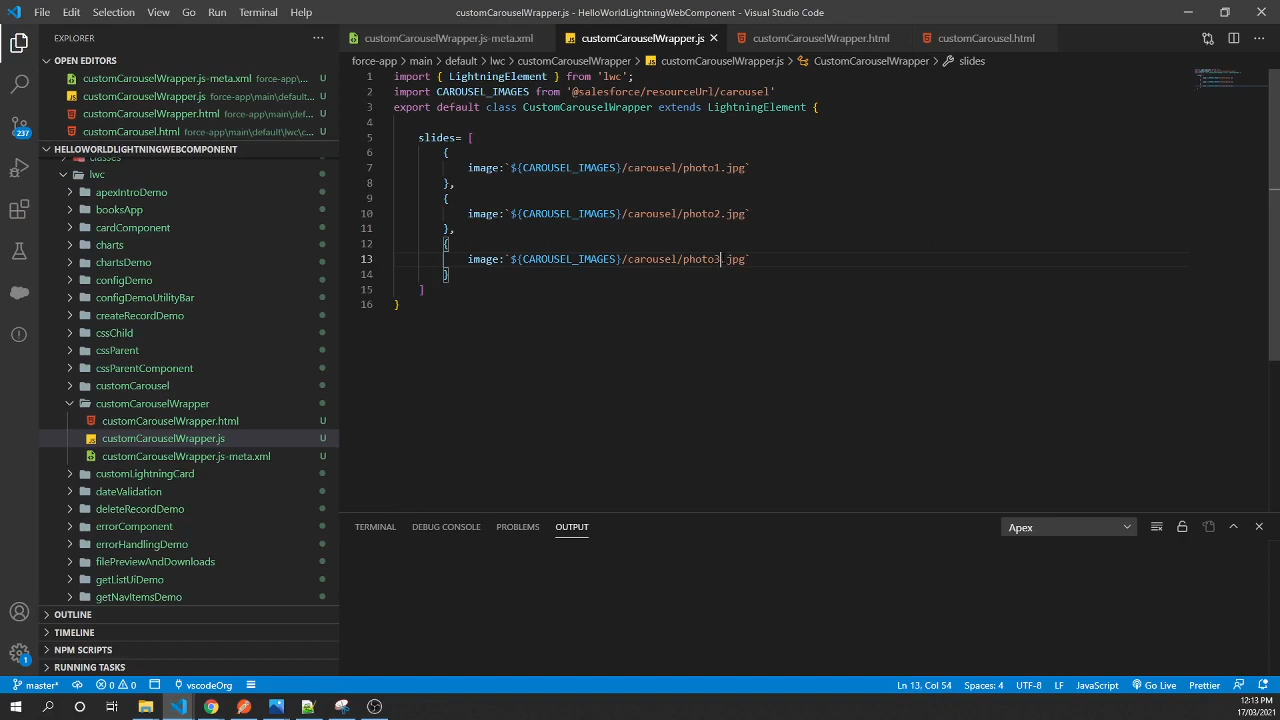 File Edit Selection View Go Run Terminal Help
customCarouselWrapper.js - HelloWorldLightningWebComponent - Visual Studio Code
EXPLORER
OPEN EDITORS
customCarouselWrapper.js-meta.xml force-app/...
customCarouselWrapper.js force-app\main\default...
customCarouselWrapper.html force-app\main\...
customCarousel.html force-app\main\default\lwc\c...
HELLOWORLDLIGHTNINGWEBCOMPONENT
classes
lwc
apexIntroDemo
booksApp
cardComponent
charts
chartsDemo
configDemo
configDemoUtilityBar
createRecordDemo
cssChild
cssParent
cssParentComponent
customCarousel
customCarouselWrapper
customCarouselWrapper.html U
customCarouselWrapper.js U
customCarouselWrapper.js-meta.xml U
customLightningCard
dateValidation
deleteRecordDemo
errorComponent
errorHandlingDemo
filePreviewAndDownloads
getListUiDemo
getNavItemsDemo
OUTLINE
TIMELINE
NPM SCRIPTS
RUNNING TASKS
237
1
customCarouselWrapper.js-meta.xml customCarouselWrapper.js customCarouselWrapper.html customCarousel.html
force-app > main > default > lwc > customCarouselWrapper > customCarouselWrapper.js > CustomCarouselWrapper > slides
1 import { LightningElement } from 'lwc';
2 import CAROUSEL_IMAGES from '@salesforce/resourceUrl/carousel'
3 export default class CustomCarouselWrapper extends LightningElement {
4
5 slides= [
6 {
7 image:`${CAROUSEL_IMAGES}/carousel/photo1.jpg`
8 },
9 {
10 image:`${CAROUSEL_IMAGES}/carousel/photo2.jpg`
11 },
12 {
13 image:`${CAROUSEL_IMAGES}/carousel/photo3.jpg`
14 }
15 ]
16 }
TERMINAL DEBUG CONSOLE PROBLEMS OUTPUT
Apex
master* 0 0 vscodeOrg
Ln 13, Col 54 Spaces: 4 UTF-8 LF JavaScript Go Live Prettier
12:13 PM
17/03/2021